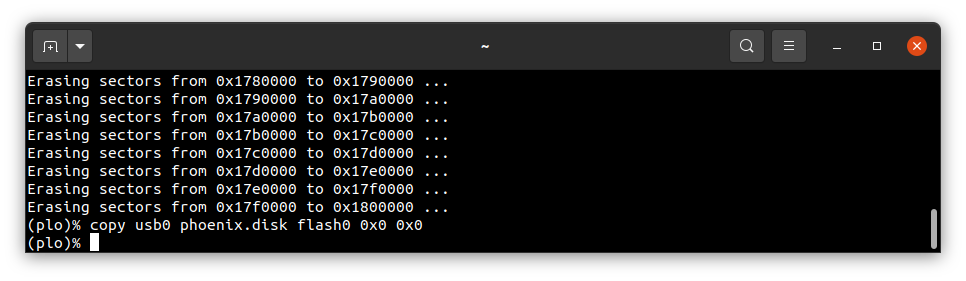 ~
Erasing sectors from 0x1780000 to 0x1790000 ...
Erasing sectors from 0x1790000 to 0x17a0000 ...
Erasing sectors from 0x17a0000 to 0x17b0000 ...
Erasing sectors from 0x17b0000 to 0x17c0000 ...
Erasing sectors from 0x17c0000 to 0x17d0000 ...
Erasing sectors from 0x17d0000 to 0x17e0000 ...
Erasing sectors from 0x17e0000 to 0x17f0000 ...
Erasing sectors from 0x17f0000 to 0x1800000 ...
(plo)% copy usb0 phoenix.disk flash0 0x0 0x0
(plo)%